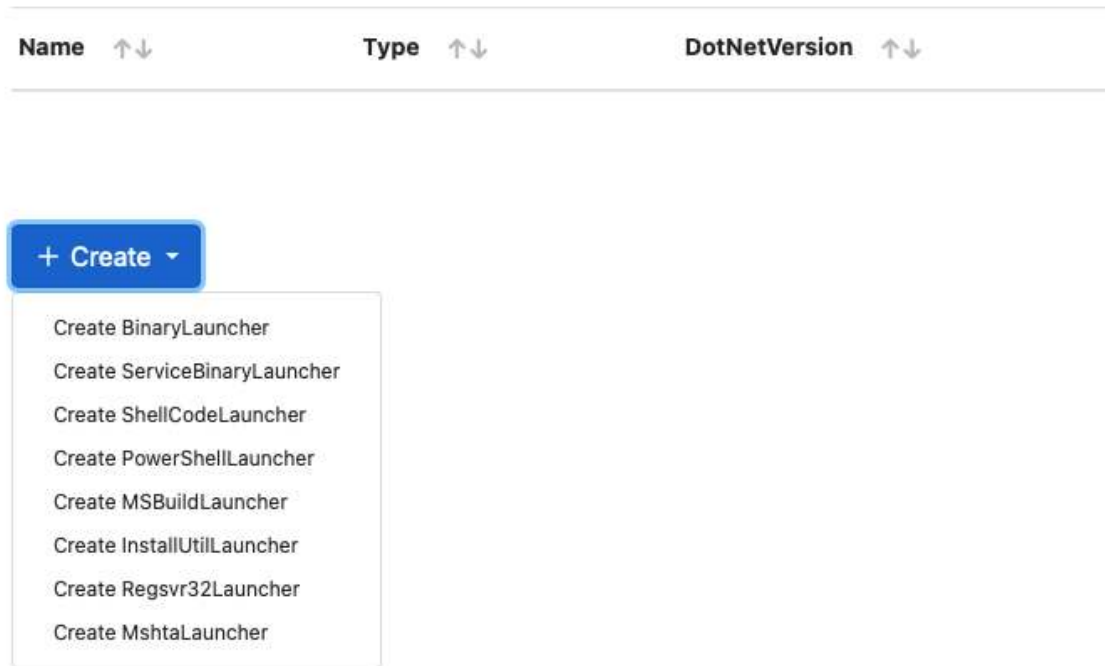 Name ↑↓ Type ↑↓ DotNetVersion ↑↓
+ Create
Create BinaryLauncher
Create ServiceBinaryLauncher
Create ShellCodeLauncher
Create PowerShellLauncher
Create MSBuildLauncher
Create InstallUtilLauncher
Create Regsvr32Launcher
Create MshtaLauncher